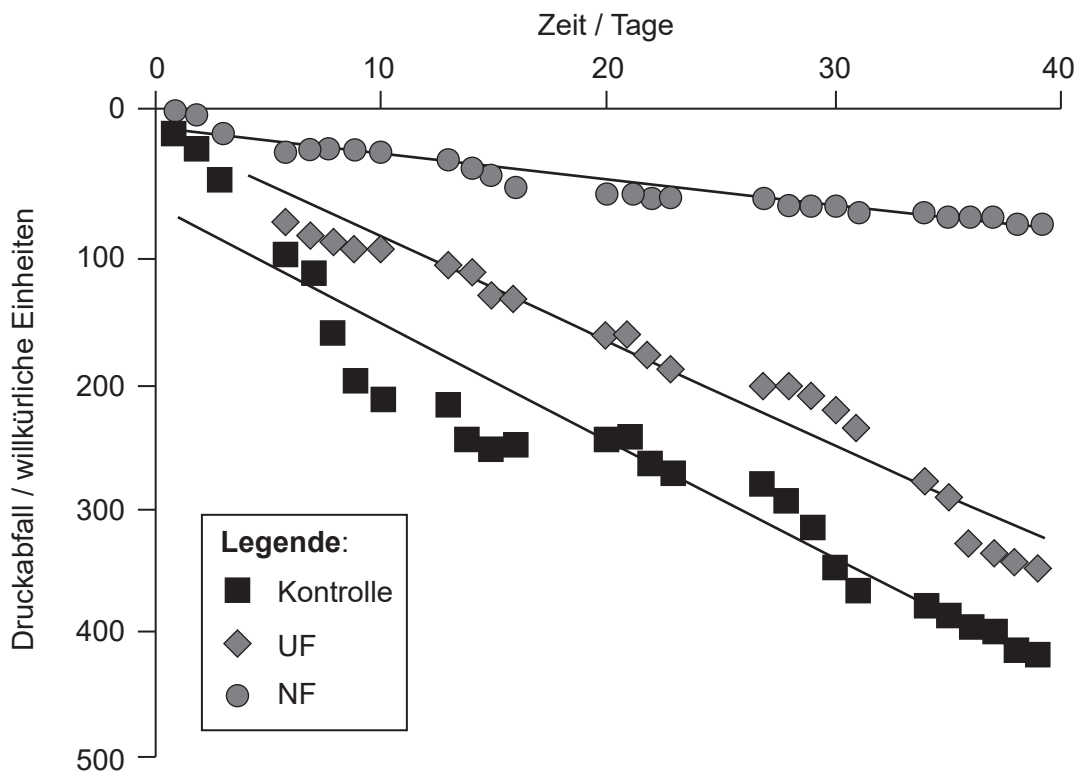 Zeit / Tage
0 10 20 30 40
0
100
200
300
400
500
Druckabfall / willkürliche Einheiten
Legende:
Kontrolle
UF
NF